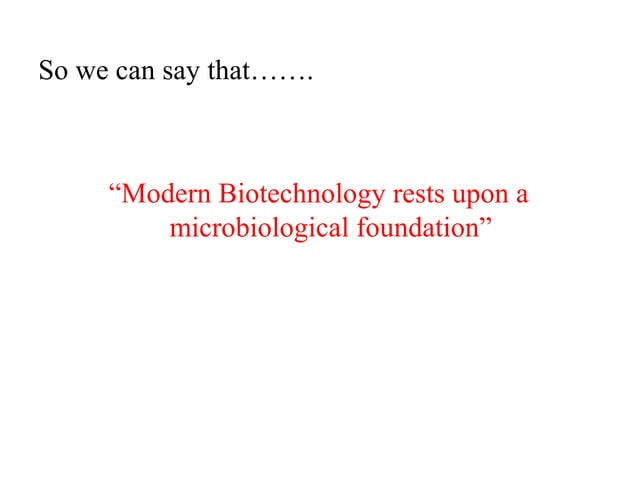 So we can say that…….
“Modern Biotechnology rests upon a
microbiological foundation”